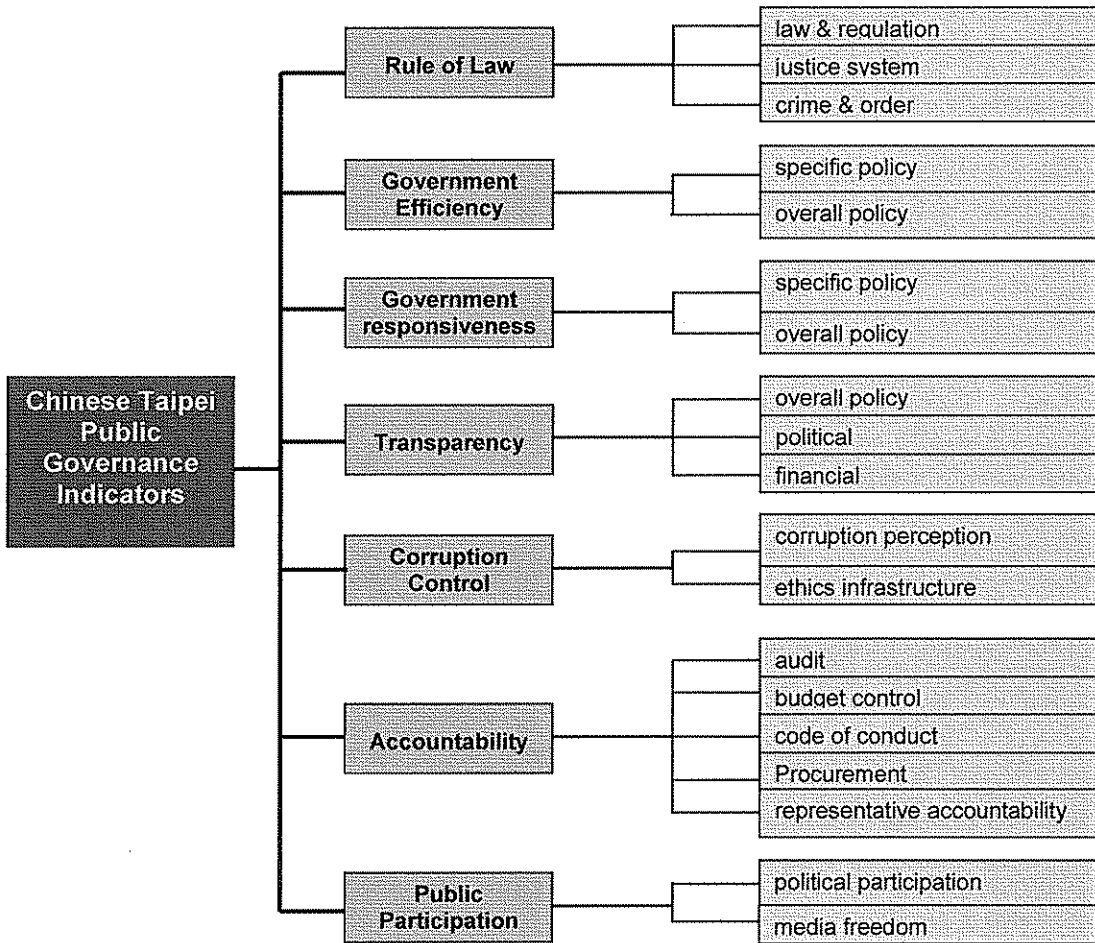 Chinese Taipei
Public
Governance
Indicators
Rule of Law
law & regulation
justice system
crime & order
Government
Efficiency
specific policy
overall policy
Government
responsiveness
specific policy
overall policy
Transparency
overall policy
political
financial
Corruption
Control
corruption perception
ethics infrastructure
Accountability
audit
budget control
code of conduct
Procurement
representative accountability
Public
Participation
political participation
media freedom